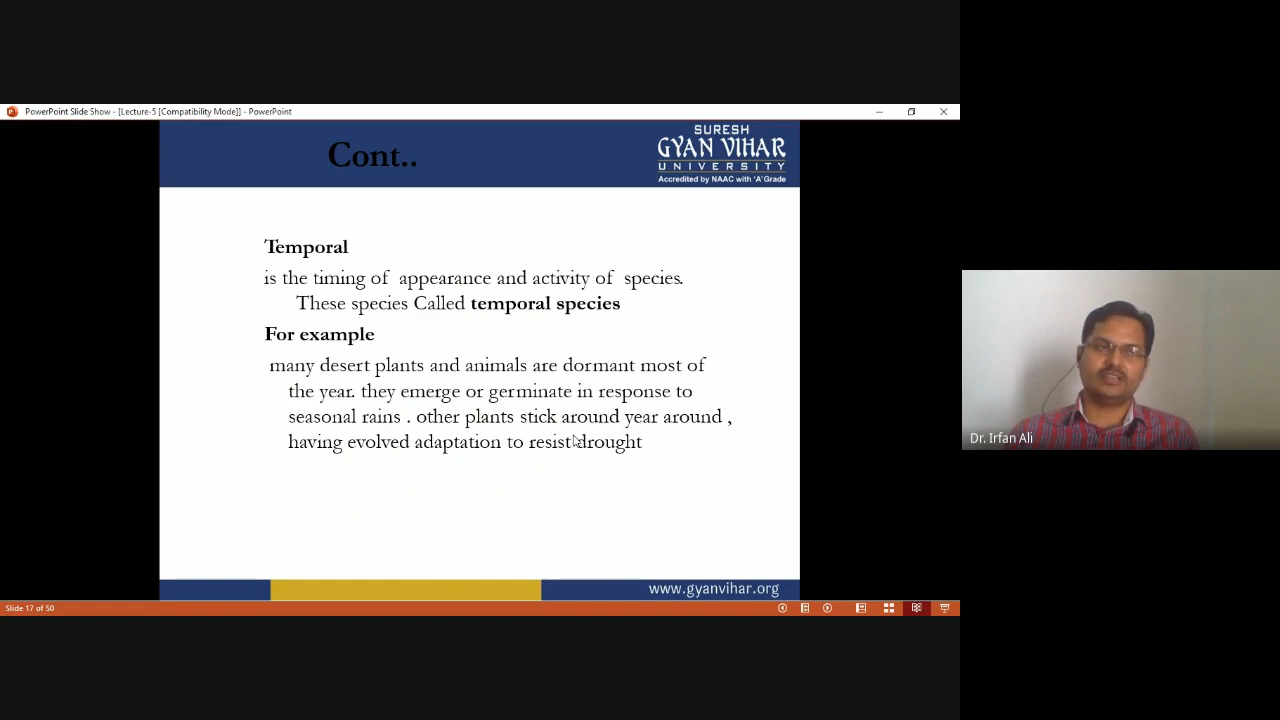 PowerPoint Slide Show - [Lecture-5 [Compatibility Mode]] - PowerPoint
Cont..
SURESH
GYAN VIHAR
UNIVERSITY
Accredited by NAAC with 'A' Grade
Temporal
is the timing of appearance and activity of species.
These species Called temporal species
For example
many desert plants and animals are dormant most of
the year. they emerge or germinate in response to
seasonal rains . other plants stick around year around ,
having evolved adaptation to resist drought
Dr. Irfan Ali
www.gyanvihar.org
Slide 17 of 50